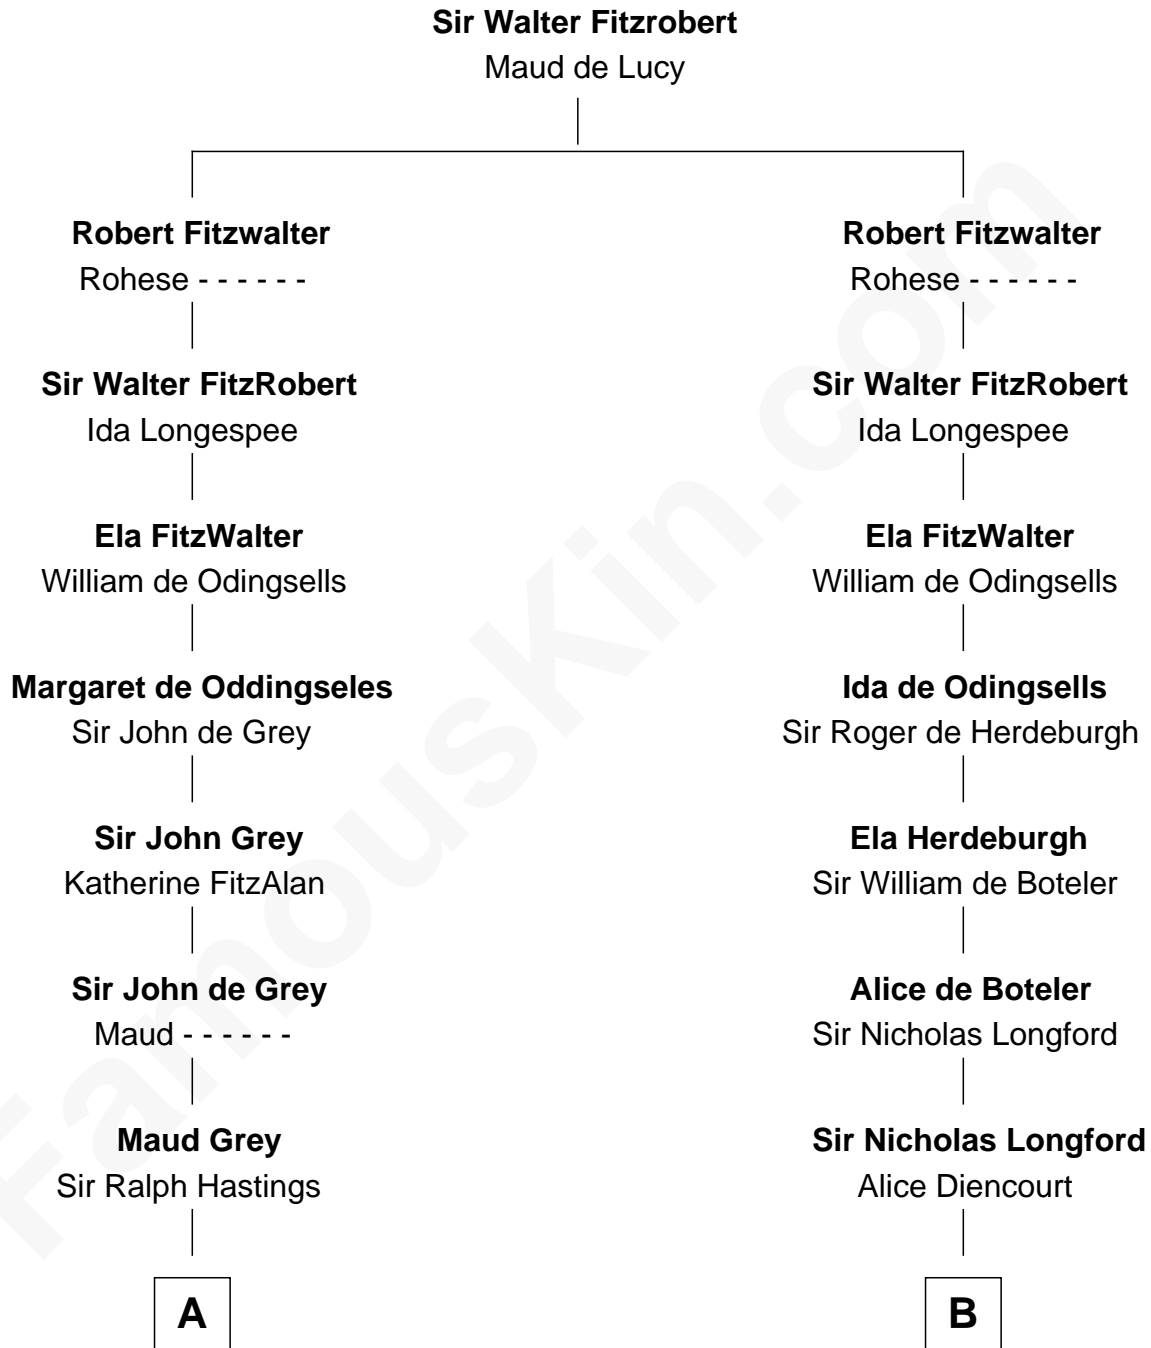 Sir Walter Fitzrobert
Maud de Lucy
Robert Fitzwalter
Rohese - - - - - -
Sir Walter FitzRobert
Ida Longespee
Ela FitzWalter
William de Odingsells
Margaret de Oddingseles
Sir John de Grey
Sir John Grey
Katherine FitzAlan
Sir John de Grey
Maud - - - - - -
Maud Grey
Sir Ralph Hastings
A
Robert Fitzwalter
Rohese - - - - - -
Sir Walter FitzRobert
Ida Longespee
Ela FitzWalter
William de Odingsells
Ida de Odingsells
Sir Roger de Herdeburgh
Ela Herdeburgh
Sir William de Boteler
Alice de Boteler
Sir Nicholas Longford
Sir Nicholas Longford
Alice Diencourt
B
FamousKin.com